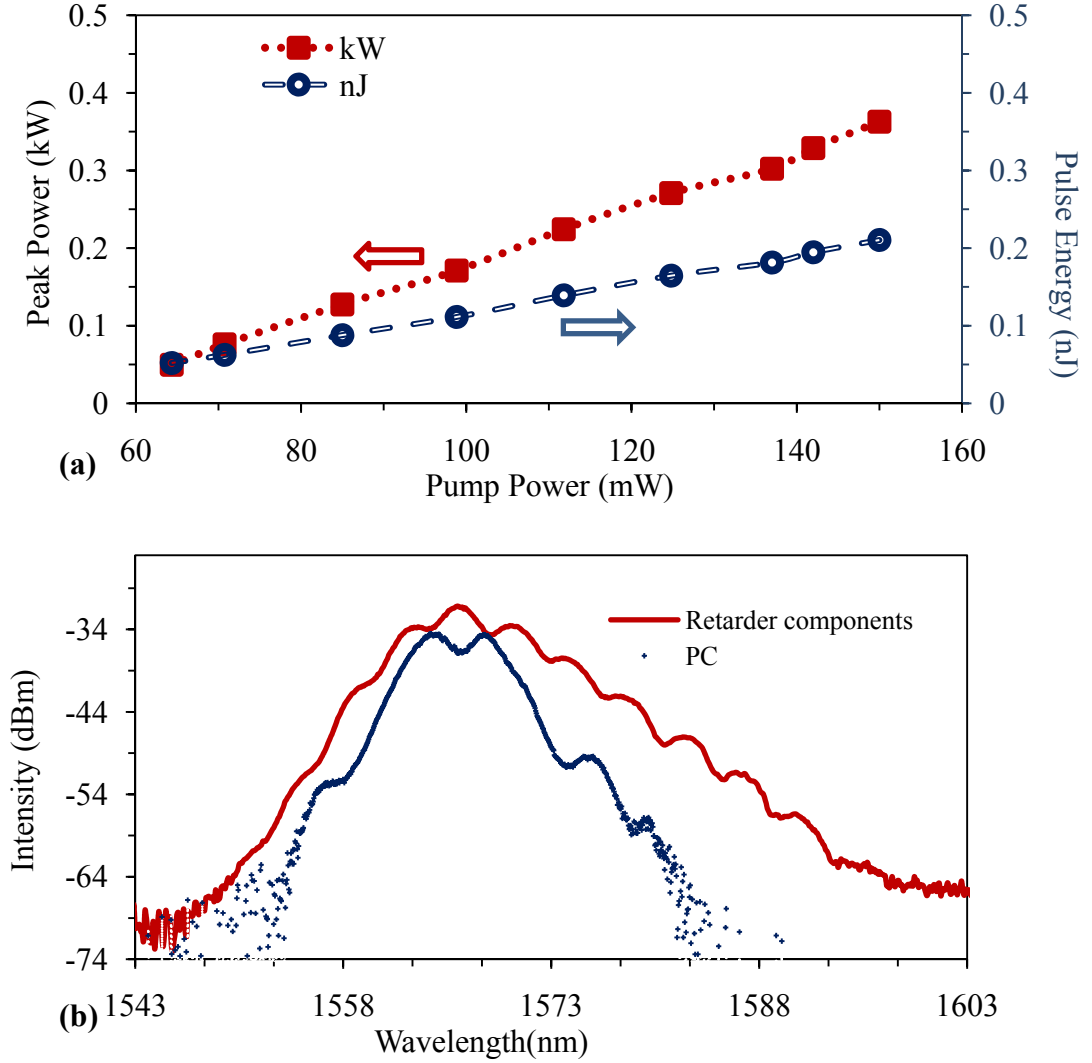 0.5
0.4
0.3
0.2
0.1
0
Peak Power (kW)
kW
nJ
0.5
0.4
0.3
0.2
0.1
0
Pulse Energy (nJ)
60 80 100 120 140 160
(a)
Pump Power (mW)
-34
-44
-54
-64
-74
Intensity (dBm)
Retarder components
PC
1543 1558 1573 1588 1603
(b)
Wavelength(nm)